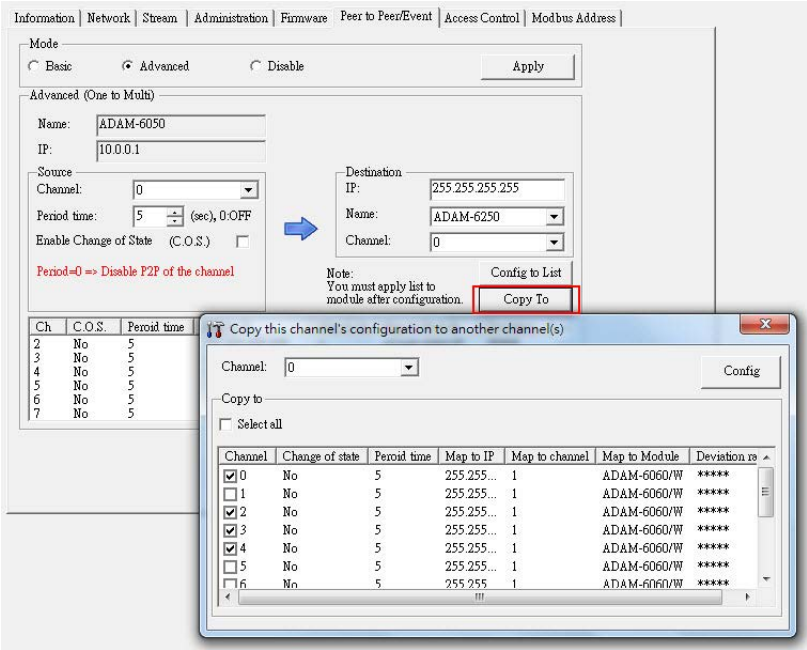 Information Network Stream Administration Firmware Peer to Peer/Event Access Control Modbus Address
Mode
Basic Advanced Disable Apply
Advanced (One to Multi)
Name: ADAM-6050
IP: 10.0.0.1
Source
Channel: 0
Period time: 5 (sec), 0:OFF
Enable Change of State (C.O.S.)
Period=0 => Disable P2P of the channel
Destination
IP: 255.255.255.255
Name: ADAM-6250
Channel: 0
Note:
You must apply list to
module after configuration.
Config to List
Copy To
Ch C.O.S. Peroid time
2 No 5
3 No 5
4 No 5
5 No 5
6 No 5
7 No 5
Copy this channel's configuration to another channel(s)
Channel: 0 Config
Copy to
Select all
Channel Change of state Peroid time Map to IP Map to channel Map to Module Deviation ra
0 No 5 255.255... 1 ADAM-6060/W *****
1 No 5 255.255... 1 ADAM-6060/W *****
2 No 5 255.255... 1 ADAM-6060/W *****
3 No 5 255.255... 1 ADAM-6060/W *****
4 No 5 255.255... 1 ADAM-6060/W *****
5 No 5 255.255... 1 ADAM-6060/W *****
6 No 5 255.255 1 ADAM-6060/W *****